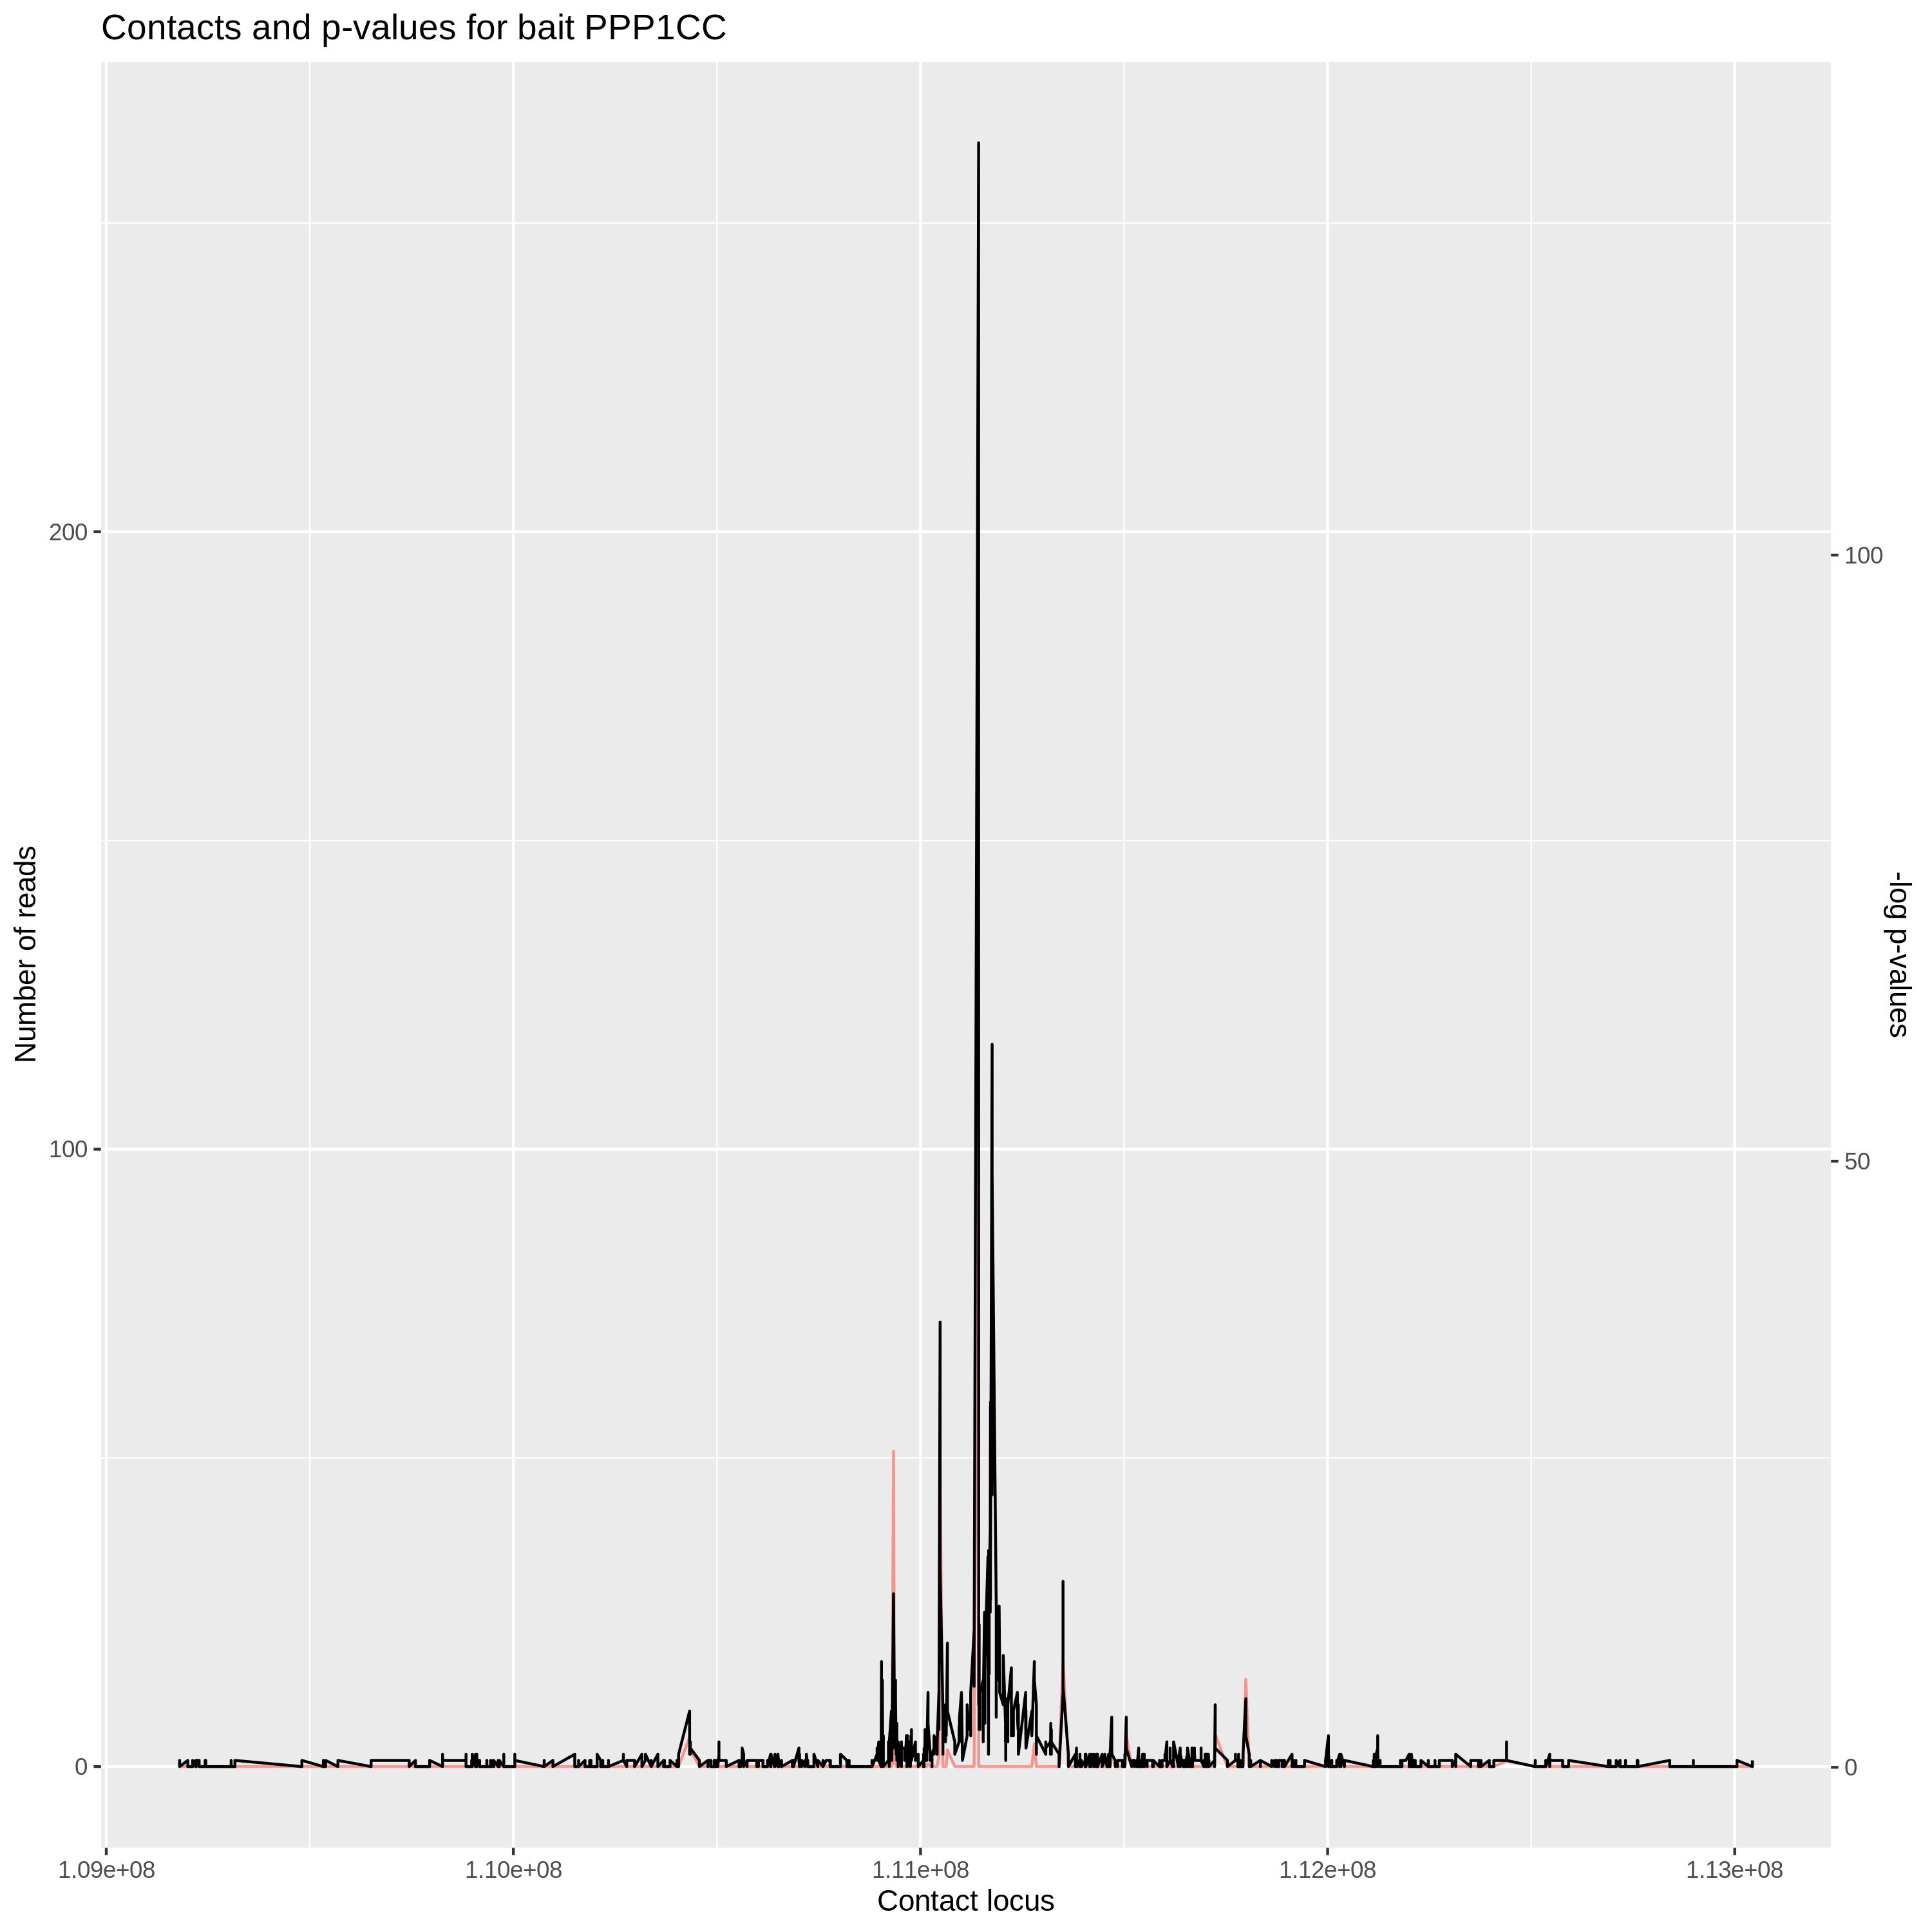 Contacts and p-values for bait PPP1CC
Number of reads
200
100
0
-log p-values
100
50
0
1.09e+08
1.10e+08
1.11e+08
1.12e+08
1.13e+08
Contact locus